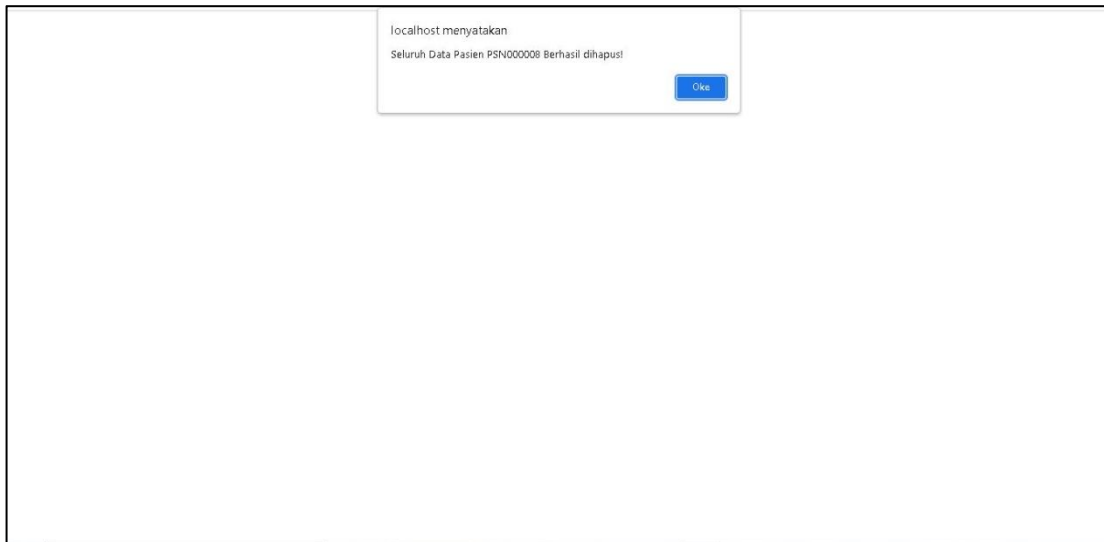 localhost menyatakan
Seluruh Data Pasien PSN000008 Berhasil dihapus!
Oke